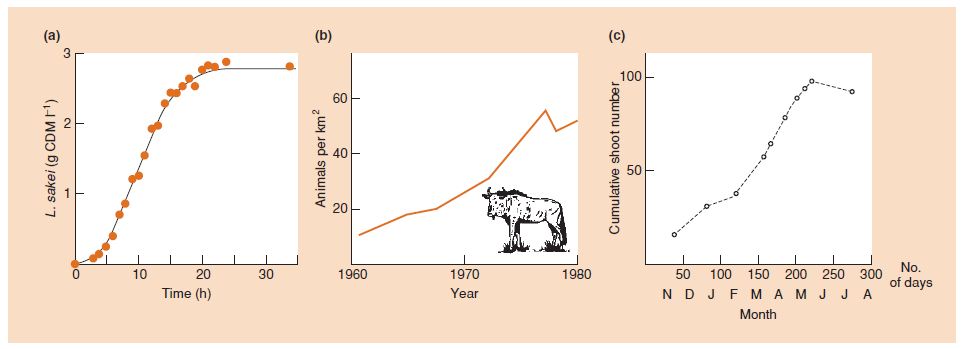 (a)
3
2
1
L. sakei (g CDM l⁻¹)
0
10
20
30
Time (h)
(b)
60
40
20
Animals per km²
1960
1970
1980
Year
(c)
100
50
Cumulative shoot number
50 100 150 200 250 300
No. of days
N D J F M A M J J A
Month